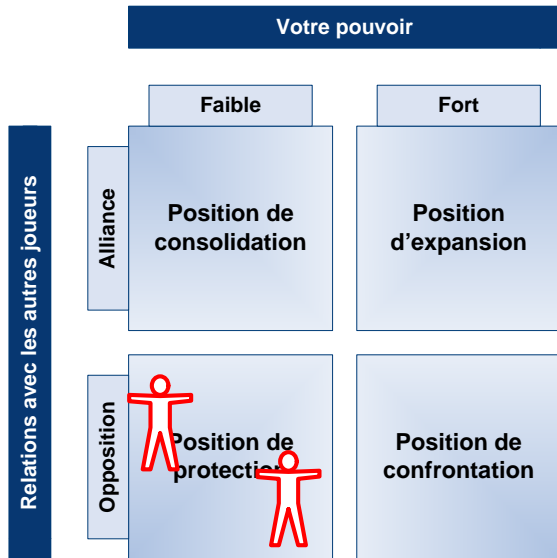 Votre pouvoir
Faible
Fort
Relations avec les autres joueurs
Alliance
Position de
consolidation
Position
d’expansion
Opposition
Position de
protection
Position de
confrontation